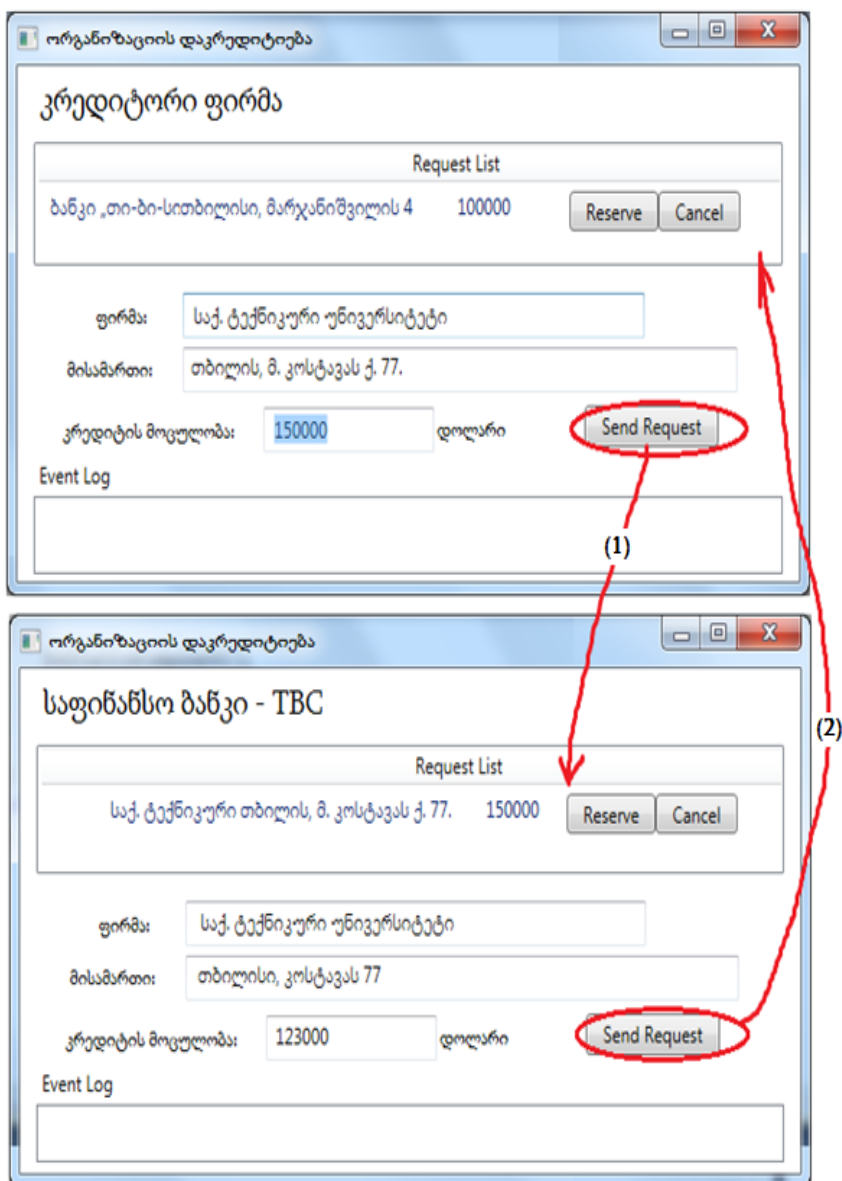 ორგანიზაციის დაკრედიტიება
კრედიტორი ფირმა
Request List
ბანკი „თი-ბი-სითბილისი, მარჯანიშვილის 4 100000 Reserve Cancel
ფირმა: საქ. ტექნიკური უნივერსიტეტი
მისამართი: თბილის, მ. კოსტავას ქ. 77.
კრედიტის მოცულობა: 150000 დოლარი Send Request
Event Log
(1)
ორგანიზაციის დაკრედიტიება
საფინანსო ბანკი - TBC
(2)
Request List
საქ. ტექნიკური თბილის, მ. კოსტავას ქ. 77. 150000 Reserve Cancel
ფირმა: საქ. ტექნიკური უნივერსიტეტი
მისამართი: თბილისი, კოსტავას 77
კრედიტის მოცულობა: 123000 დოლარი Send Request
Event Log